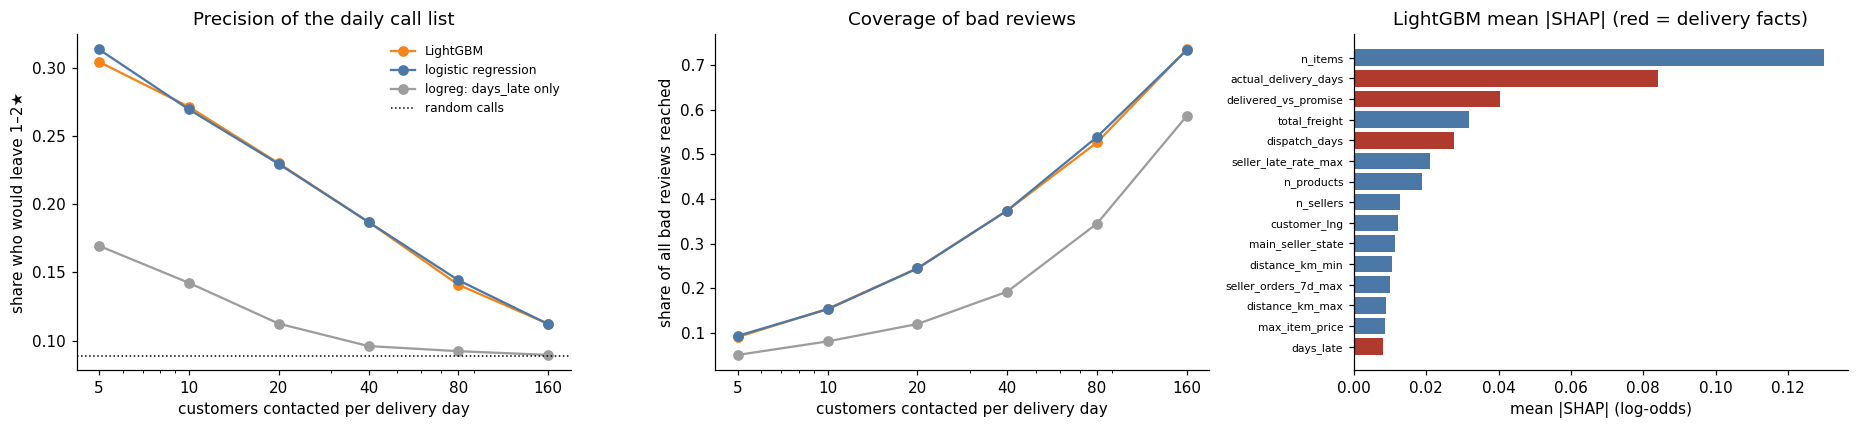 Precision of the daily call list
share who would leave 1–2★
0.30
0.25
0.20
0.15
0.10
LightGBM
logistic regression
logreg: days_late only
random calls
5
10
20
40
80
160
customers contacted per delivery day
Coverage of bad reviews
share of all bad reviews reached
0.7
0.6
0.5
0.4
0.3
0.2
0.1
5
10
20
40
80
160
customers contacted per delivery day
LightGBM mean |SHAP| (red = delivery facts)
n_items
actual_delivery_days
delivered_vs_promise
total_freight
dispatch_days
seller_late_rate_max
n_products
n_sellers
customer_lng
main_seller_state
distance_km_min
seller_orders_7d_max
distance_km_max
max_item_price
days_late
0.00
0.02
0.04
0.06
0.08
0.10
0.12
mean |SHAP| (log-odds)